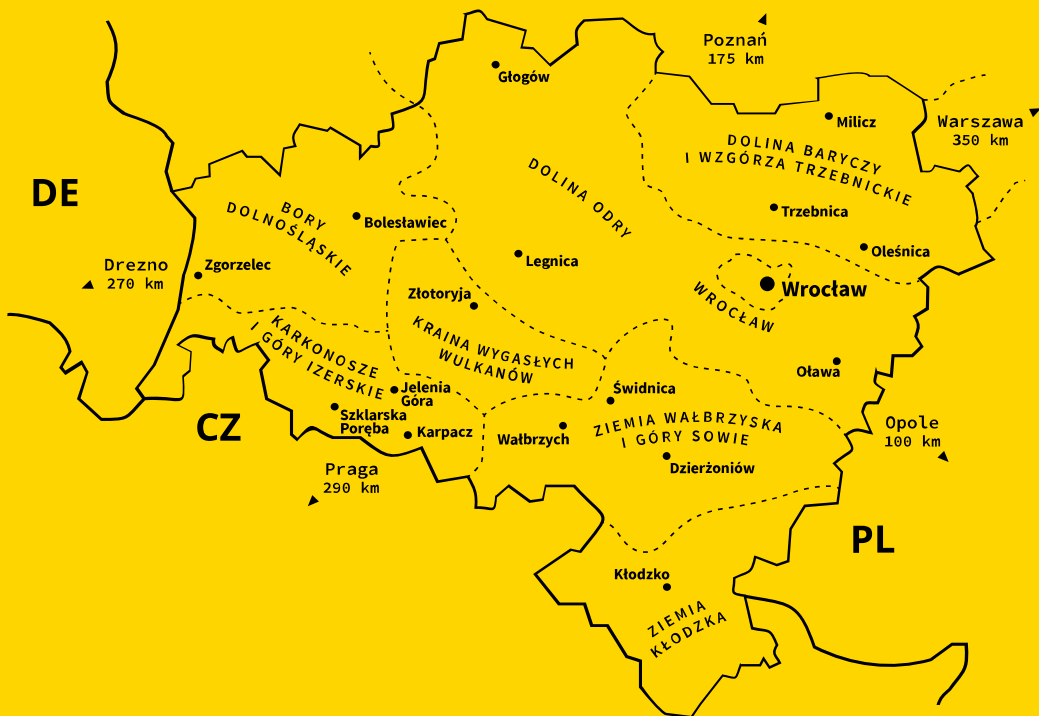 Poznań
175 km
Głogów
Warszawa
350 km
Milicz
DOLINA BARYCZY
I WZGÓRZA TRZEBNICKIE
DE
DOLINA ODRY
BORY
DOLNOŚLĄSKIE
Bolesławiec
Trzebnica
Oleśnica
Legnica
Drezno
270 km
Zgorzelec
Złotoryja
Wrocław
WROCŁAW
KARKONOSZE
I GÓRY IZERSKIE
KRAINA WYGASŁYCH
WULKANÓW
Oława
Jelenia
Góra
Świdnica
Szklarska
Poręba
Karpacz
CZ
Wałbrzych
ZIEMIA WAŁBRZYSKA
I GÓRY SOWIE
Opole
100 km
Dzierżoniów
Praga
290 km
PL
Kłodzko
ZIEMIA
KŁODZKA